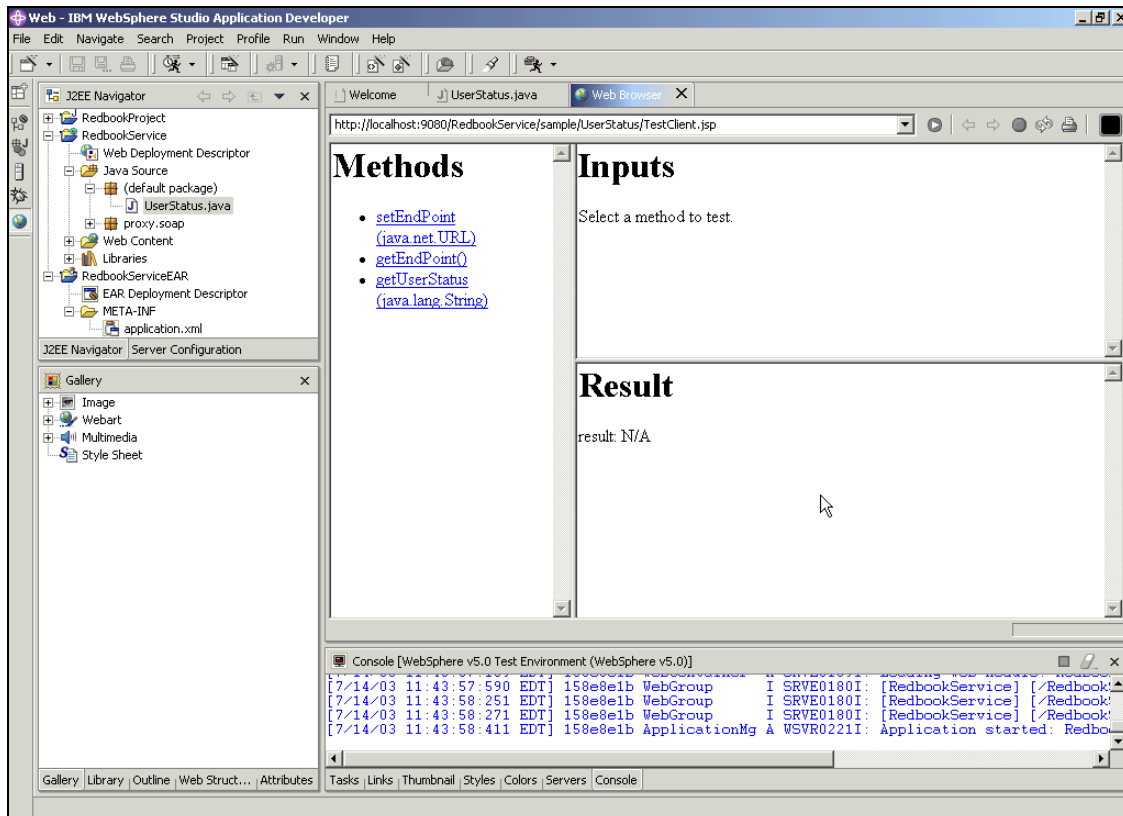 Web - IBM WebSphere Studio Application Developer
File Edit Navigate Search Project Profile Run Window Help
J2EE Navigator
RedbookProject
RedbookService
Web Deployment Descriptor
Java Source
(default package)
UserStatus.java
proxy.soap
Web Content
Libraries
RedbookServiceEAR
EAR Deployment Descriptor
META-INF
application.xml
J2EE Navigator Server Configuration
Gallery
Image
Webart
Multimedia
Style Sheet
Gallery Library Outline Web Struct... Attributes
Welcome UserStatus.java Web Browser
http://localhost:9080/RedbookService/sample/UserStatus/TestClient.jsp
Methods
setEndPoint
(java.net.URL)
getEndPoint()
getUserStatus
(java.lang.String)
Inputs
Select a method to test.
Result
result: N/A
Console [WebSphere v5.0 Test Environment (WebSphere v5.0)]
[7/14/03 11:43:57:590 EDT] 158e8e1b WebGroup I SRVE0180I: [RedbookService] [/Redbook
[7/14/03 11:43:58:251 EDT] 158e8e1b WebGroup I SRVE0180I: [RedbookService] [/Redbook
[7/14/03 11:43:58:271 EDT] 158e8e1b WebGroup I SRVE0180I: [RedbookService] [/Redbook
[7/14/03 11:43:58:411 EDT] 158e8e1b ApplicationMg A WSVR0221I: Application started: Redbo
Tasks Links Thumbnail Styles Colors Servers Console